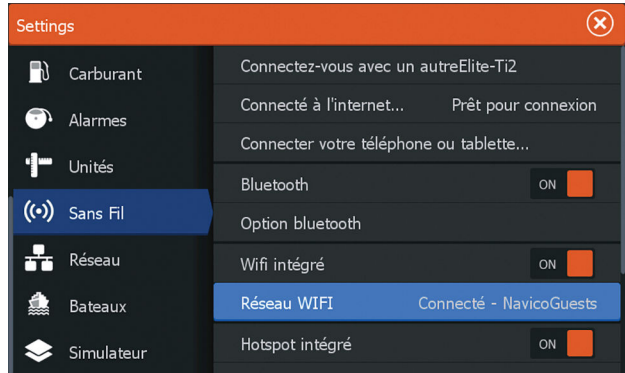 Settings
Carburant
Alarmes
Unités
Sans Fil
Réseau
Bateaux
Simulateur
Connectez-vous avec un autreElite-Ti2
Connecté à l'internet... Prêt pour connexion
Connecter votre téléphone ou tablette...
Bluetooth ON
Option bluetooth
Wifi intégré ON
Réseau WIFI Connecté - NavicoGuests
Hotspot intégré ON